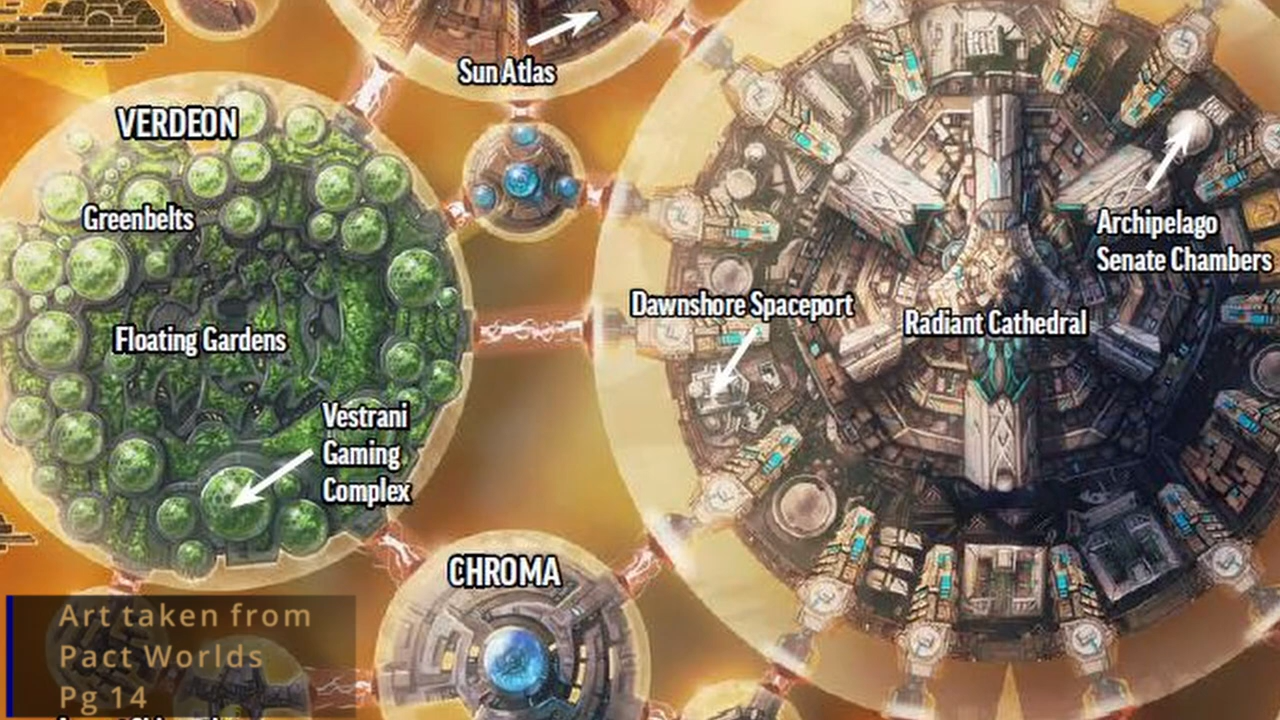 Sun Atlas
VERDEON
Greenbelts
Archipelago
Senate Chambers
Dawnshore Spaceport
Radiant Cathedral
Floating Gardens
Vestrani
Gaming
Complex
CHROMA
Art taken from
Pact Worlds
Pg 14